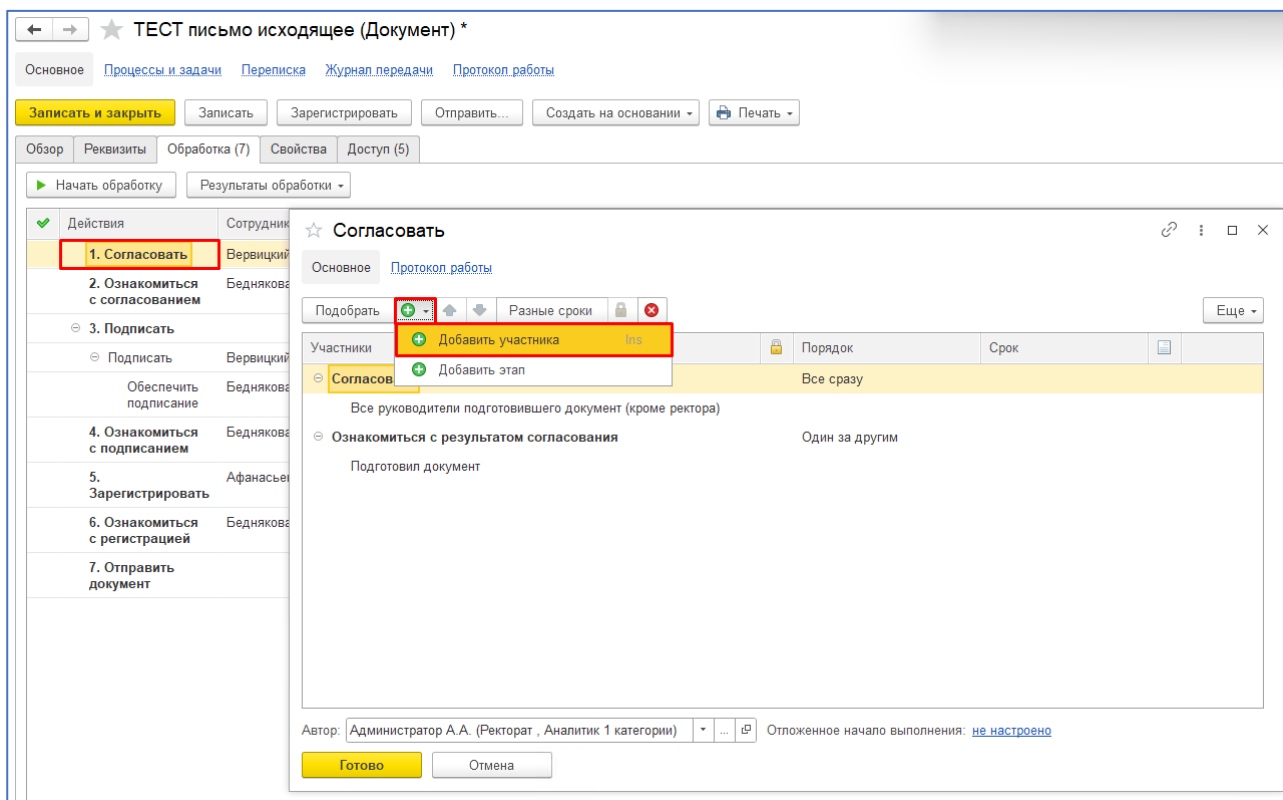 ТЕСТ письмо исходящее (Документ) *
Основное Процессы и задачи Переписка Журнал передачи Протокол работы
Записать и закрыть Записать Зарегистрировать Отправить... Создать на основании Печать
Обзор Реквизиты Обработка (7) Свойства Доступ (5)
Начать обработку Результаты обработки
Действия Сотрудник
1. Согласовать Вервицкий
2. Ознакомиться Беднякова
с согласованием
3. Подписать
Подписать Вервицкий
Обеспечить Беднякова
подписание
4. Ознакомиться Беднякова
с подписанием
5. Афанасьев
Зарегистрировать
6. Ознакомиться Беднякова
с регистрацией
7. Отправить
документ
Согласовать
Основное Протокол работы
Подобрать Разные сроки Еще
Добавить участника Ins
Добавить этап
Участники Порядок Срок
Согласов Все сразу
Все руководители подготовившего документ (кроме ректора)
Ознакомиться с результатом согласования Один за другим
Подготовил документ
Автор: Администратор А.А. (Ректорат , Аналитик 1 категории) ... Отложенное начало выполнения: не настроено
Готово Отмена